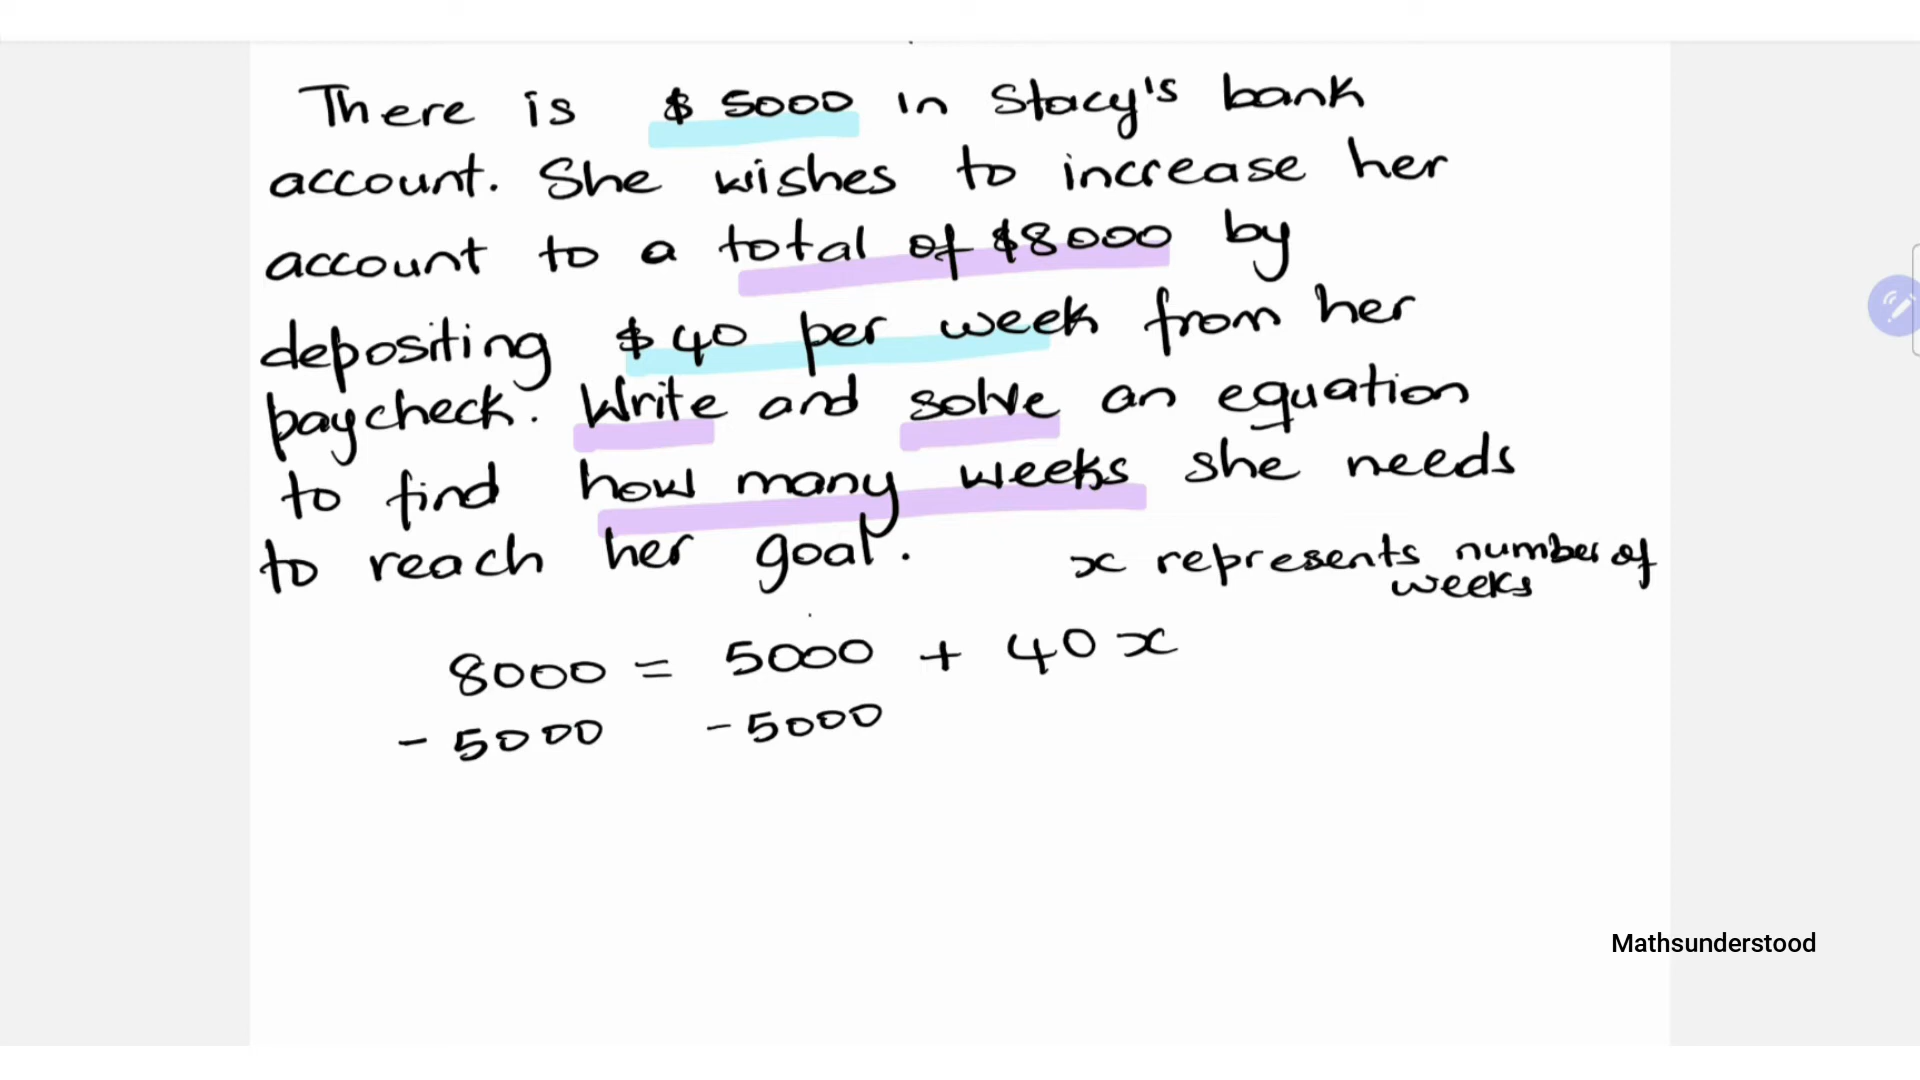 There is $ 5000 in Stacy's bank
account. She wishes to increase her
account to a total of $8000 by
depositing $40 per week from her
paycheck. Write and solve an equation
to find how many weeks she needs
to reach her goal.
x represents number of
weeks
8000 = 5000 + 40x
- 5000 - 5000
Mathsunderstood